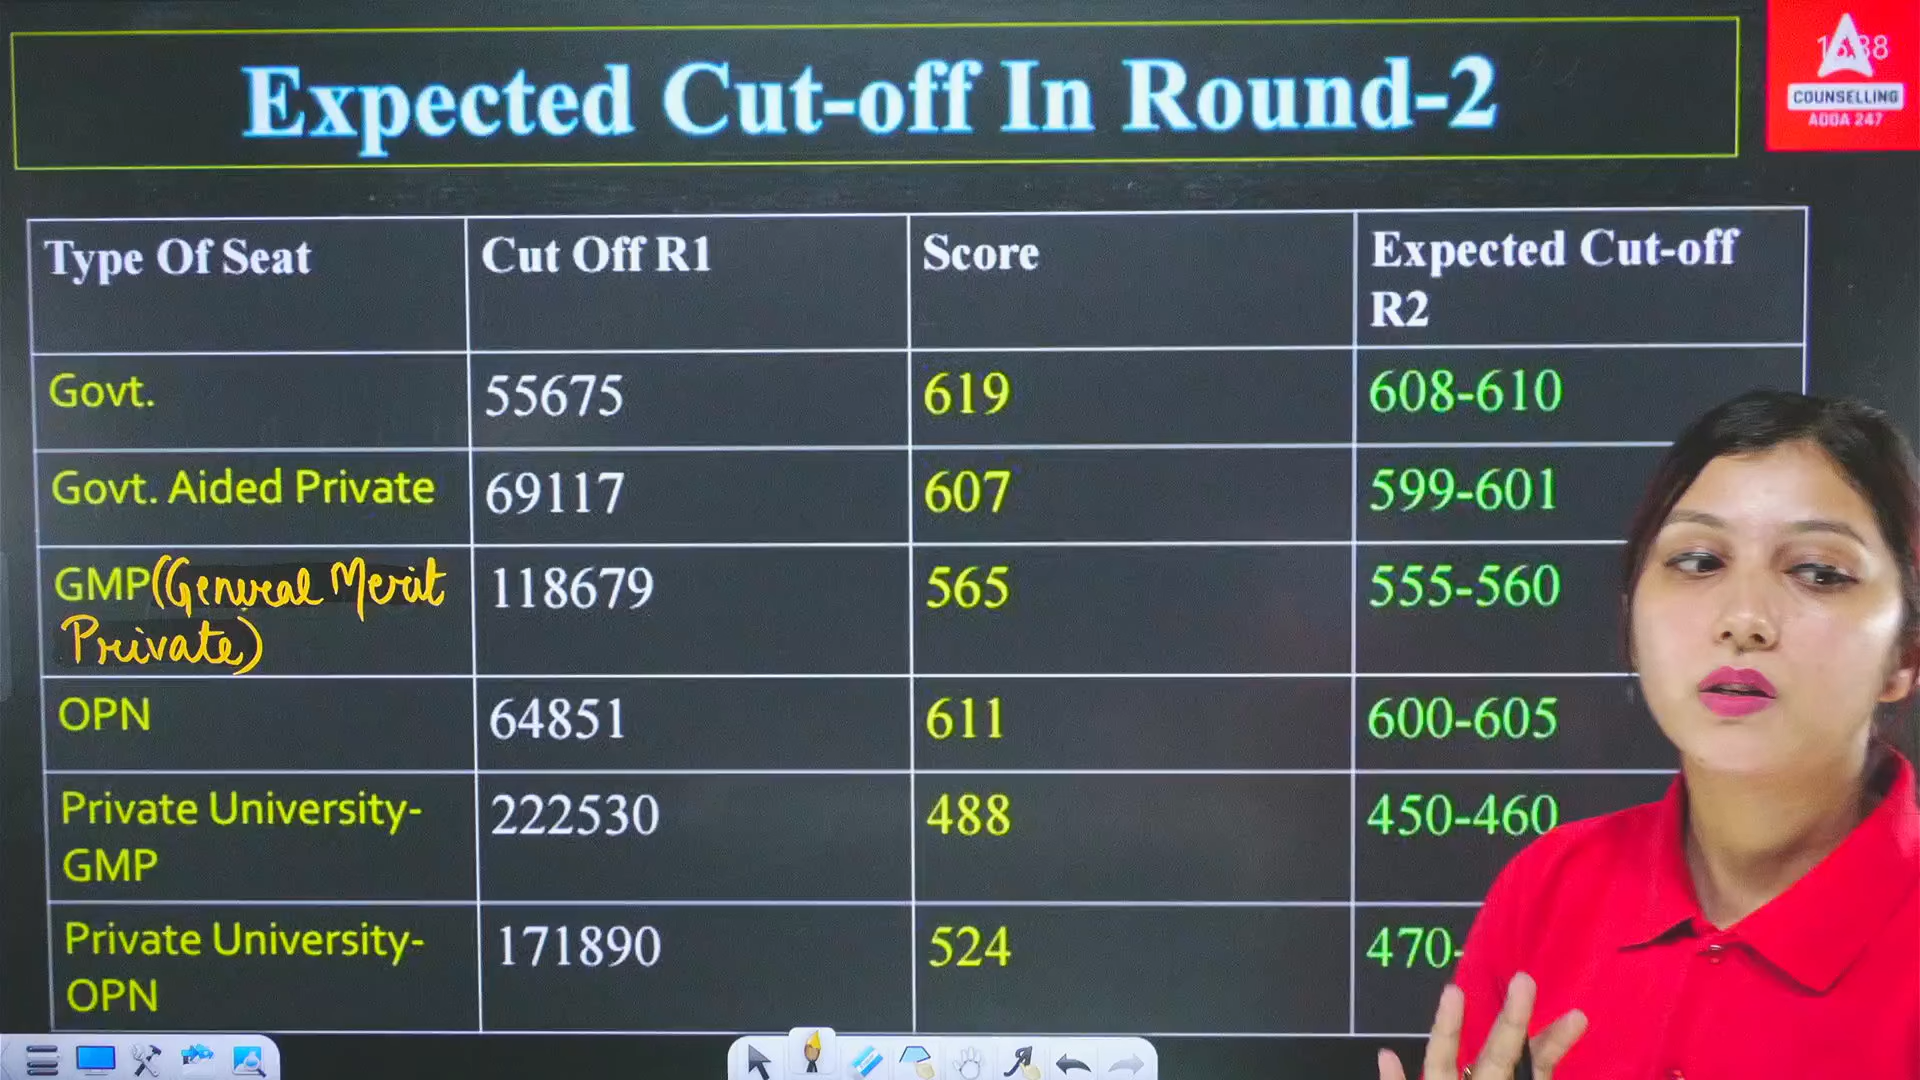 Expected Cut-off In Round-2
COUNSELLING
ADDA 247
Type Of Seat
Cut Off R1
Score
Expected Cut-off
R2
Govt.
55675
619
608-610
Govt. Aided Private
69117
607
599-601
GMP(General Merit
Private)
118679
565
555-560
OPN
64851
611
600-605
Private University-
GMP
222530
488
450-460
Private University-
OPN
171890
524
470-